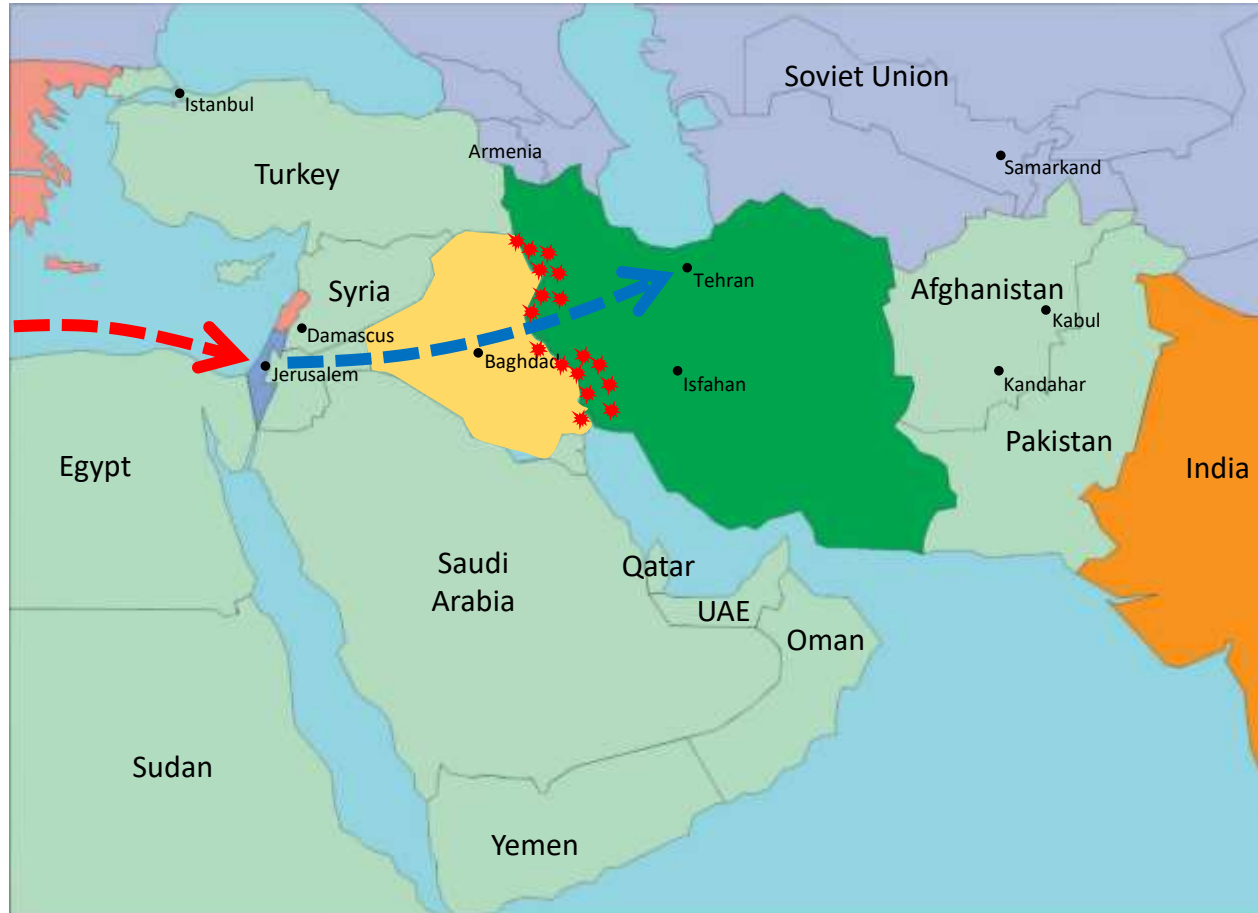 Soviet Union
Istanbul
Armenia
Samarkand
Turkey
Tehran
Syria
Afghanistan
Kabul
Damascus
Baghdad
Jerusalem
Isfahan
Kandahar
Pakistan
Egypt
India
Saudi
Arabia
Qatar
UAE
Oman
Sudan
Yemen